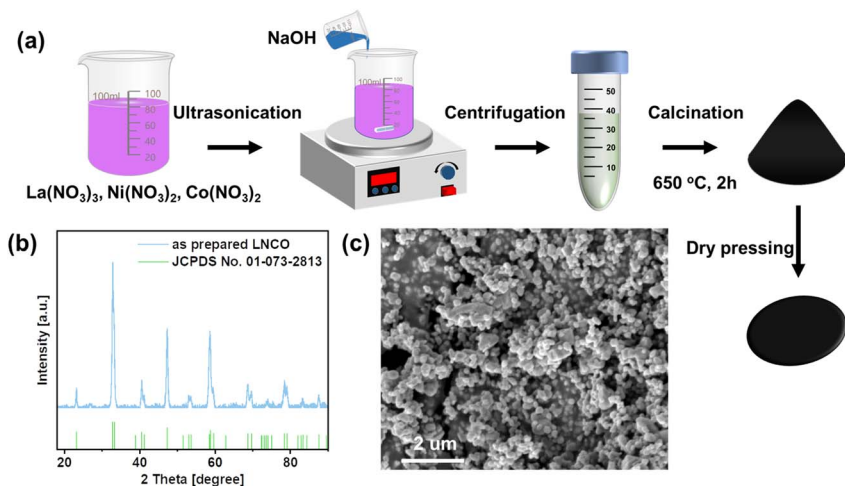 (a)
NaOH
100ml
100
80
60
40
20
Ultrasonication
100ml
100
80
60
40
Centrifugation
50
40
30
20
10
Calcination
650 °C, 2h
La(NO₃)₃, Ni(NO₃)₂, Co(NO₃)₂
Dry pressing
(b)
as prepared LNCO
JCPDS No. 01-073-2813
Intensity [a.u.]
20
40
60
80
2 Theta [degree]
(c)
2 um